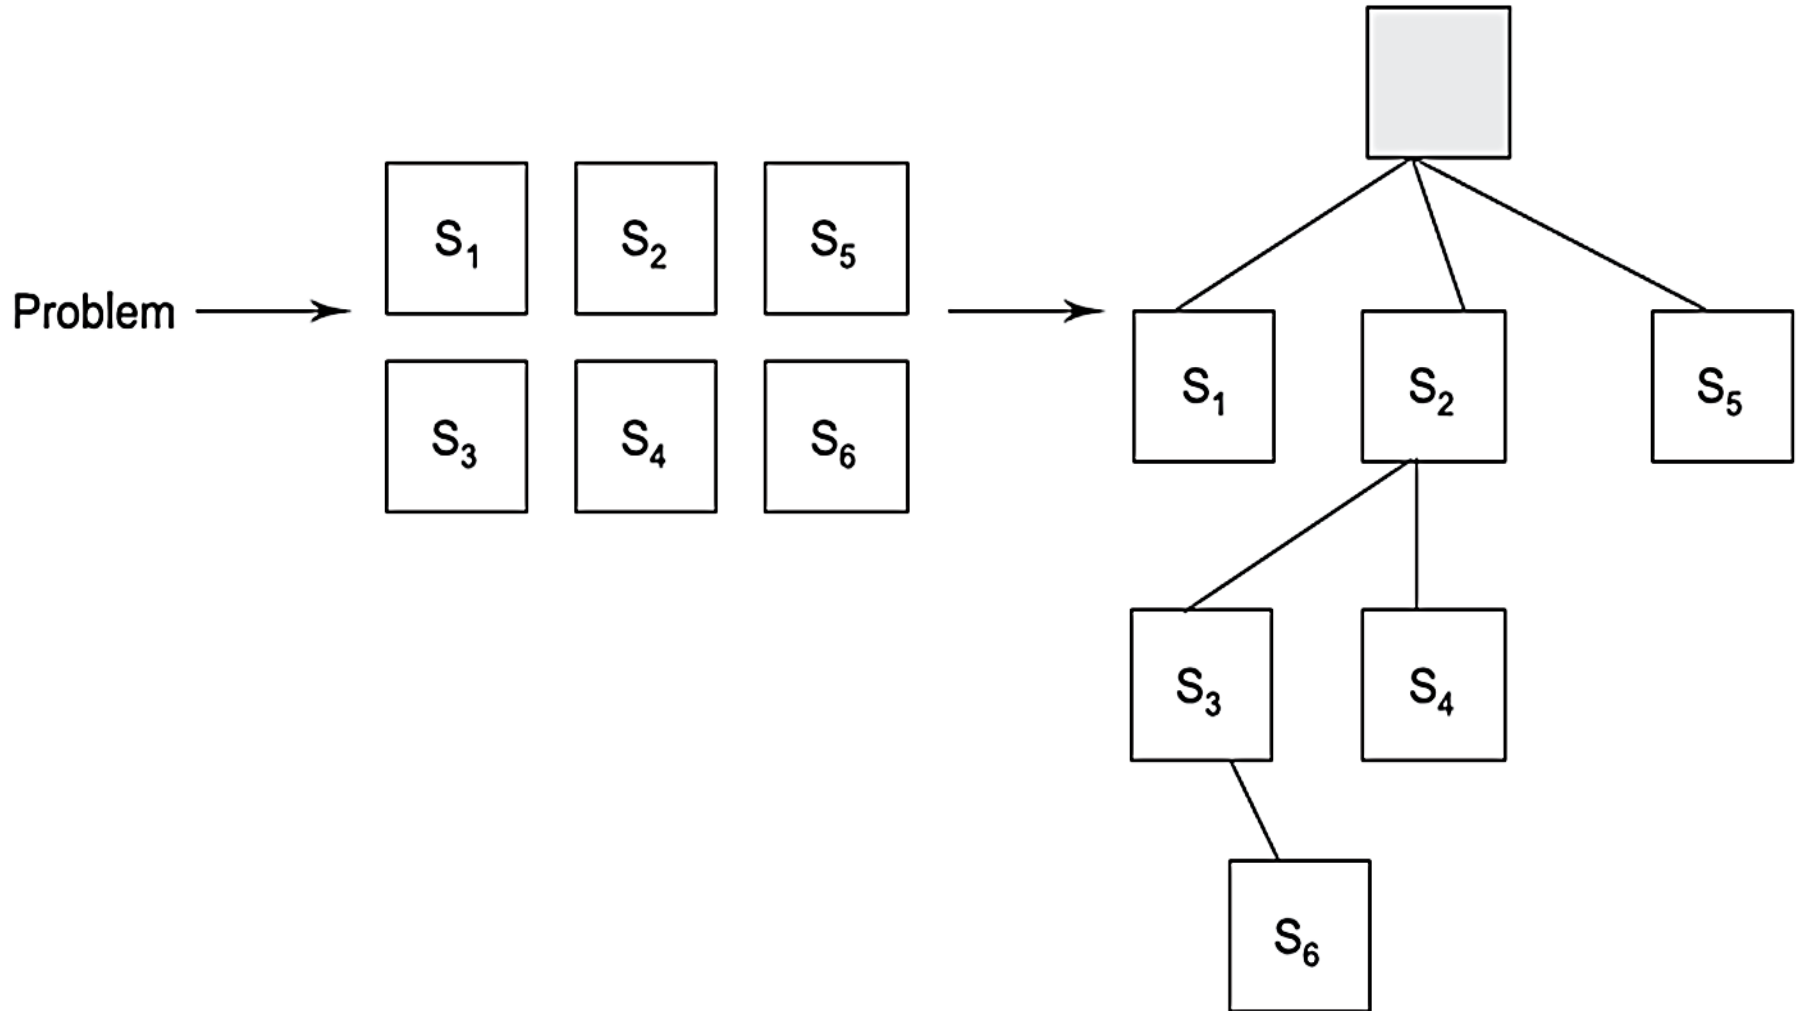 Problem
S₁ S₂ S₅
S₃ S₄ S₆
S₁ S₂ S₅
S₃ S₄
S₆